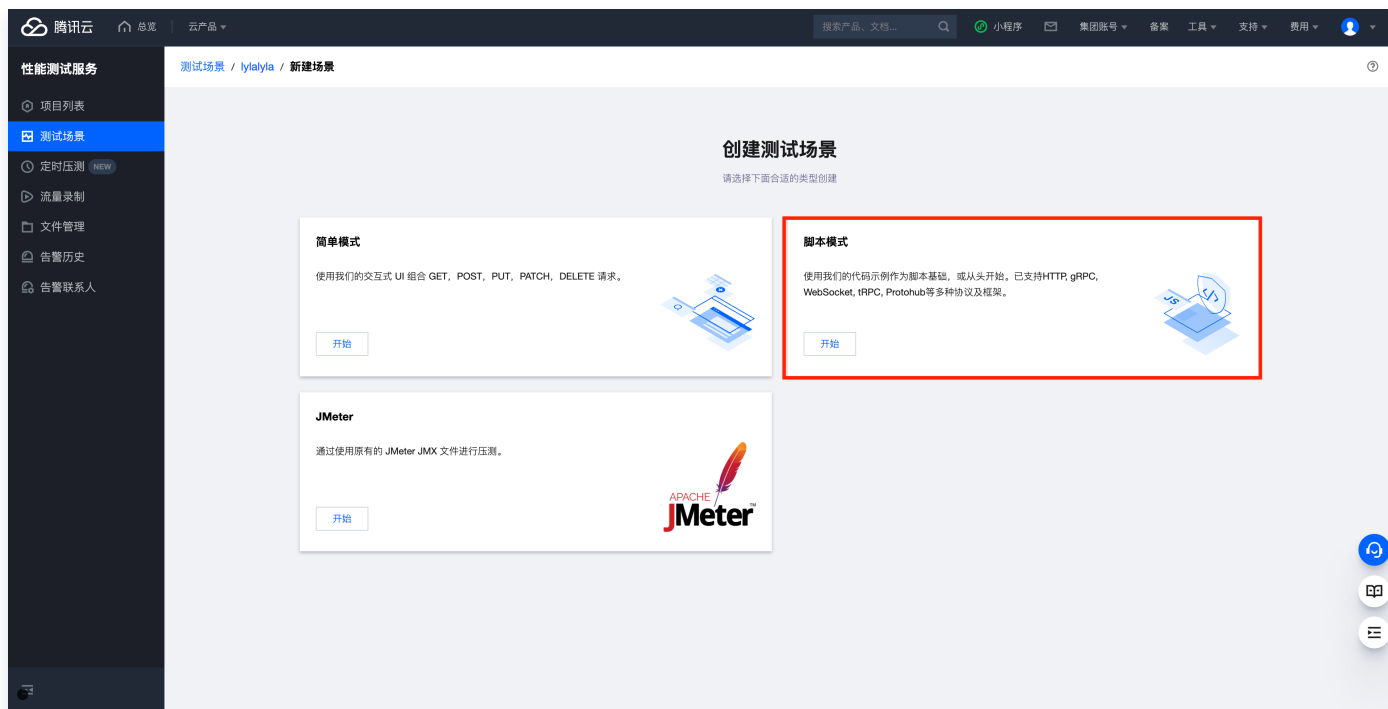 腾讯云 总览 云产品 搜索产品、文档... 小程序 集团账号 备案 工具 支持 费用
性能测试服务
测试场景 / lylalyla / 新建场景
项目列表
测试场景
定时压测 NEW
流量录制
文件管理
告警历史
告警联系人
创建测试场景
请选择下面合适的类型创建
简单模式
使用我们的交互式 UI 组合 GET，POST，PUT，PATCH，DELETE 请求。
开始
脚本模式
使用我们的代码示例作为脚本基础，或从头开始。已支持HTTP, gRPC,
WebSocket, tRPC, Protohub等多种协议及框架。
JS
开始
JMeter
通过使用原有的 JMeter JMX 文件进行压测。
开始
APACHE
JMeter™